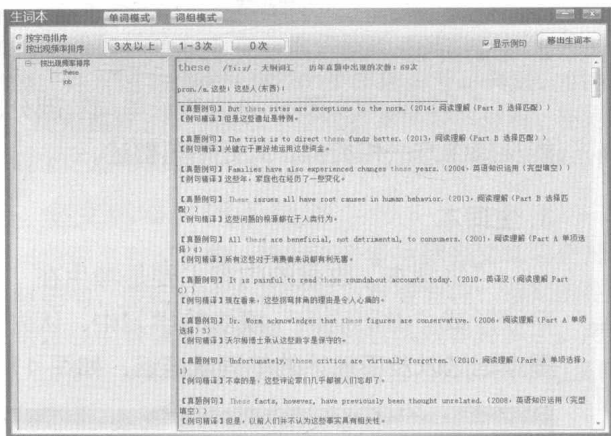 生词本 单词模式 词组模式
按字母排序
按出现频率排序 3次以上 1-3次 0次 显示例句 移出生词本
按出现频率排序
these
job
these /Ti:z/ 大纲词汇 历年真题中出现的次数: 68次
pron./a.这些; 这些人(东西);
【真题例句】But these sites are exceptions to the norm. (2014, 阅读理解 (Part B 选择匹配) )
【例句精译】但是这些遗址是特例。
【真题例句】The trick is to direct these funds better. (2013, 阅读理解 (Part B 选择匹配) )
【例句精译】关键在于更好地运用这些资金。
【真题例句】Families have also experienced changes these years. (2004, 英语知识运用 (完型填空) )
【例句精译】这些年, 家庭也在经历了一些变化。
【真题例句】These issues all have root causes in human behavior. (2013, 阅读理解 (Part B 选择匹
配) )
【例句精译】这些问题的根源都在于人类行为。
【真题例句】All these are beneficial, not detrimental, to consumers. (2001, 阅读理解 (Part A 单项选
择) 4)
【例句精译】所有这些对于消费者来说都有利无害。
【真题例句】It is painful to read these roundabout accounts today. (2010, 英译汉 (阅读理解 Part
C) )
【例句精译】现在看来, 这些拐弯抹角的理由是令人心痛的。
【真题例句】Dr. Worm acknowledges that these figures are conservative. (2006, 阅读理解 (Part A 单项
选择) 3)
【例句精译】沃尔姆博士承认这些数字是保守的。
【真题例句】Unfortunately, these critics are virtually forgotten. (2010, 阅读理解 (Part A 单项选择)
1)
【例句精译】不幸的是, 这些评论家们几乎都被人们忘却了。
【真题例句】These facts, however, have previously been thought unrelated. (2008, 英语知识运用 (完型
填空) )
【例句精译】但是, 以前人们并不认为这些事实具有相关性。